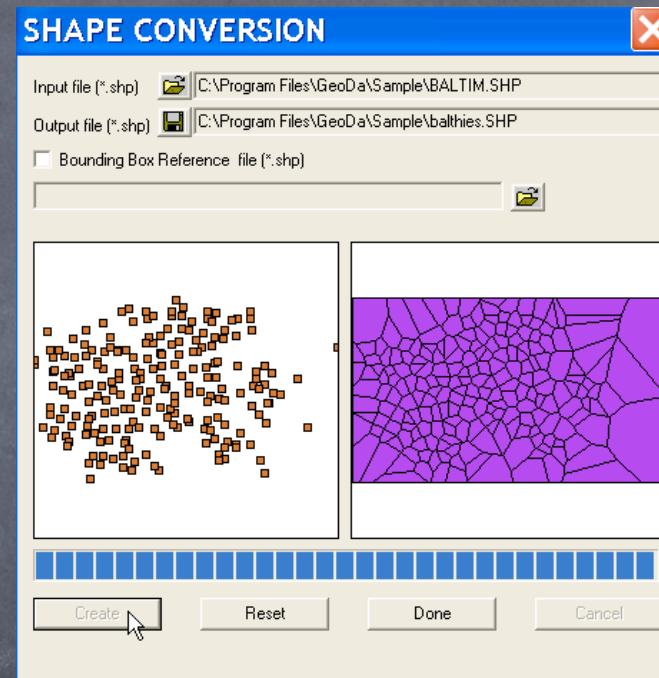 SHAPE CONVERSION
Input file (*.shp) C:\Program Files\GeoDa\Sample\BALTIM.SHP
Output file (*.shp) C:\Program Files\GeoDa\Sample\balthies.SHP
Bounding Box Reference file (*.shp)
Create Reset Done Cancel